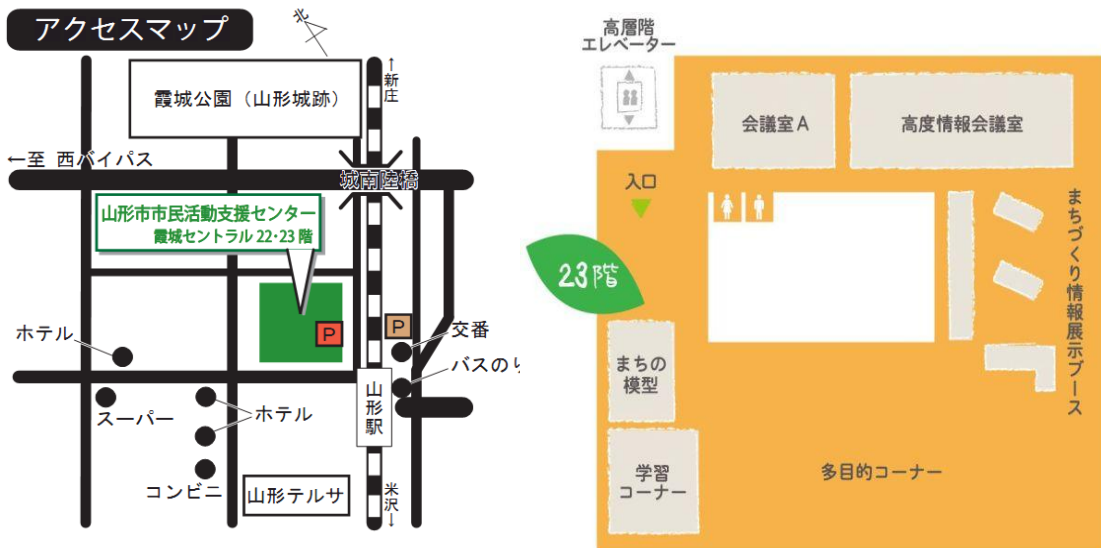 アクセスマップ
北
霞城公園（山形城跡）
←新庄
←至 西バイパス
城南陸橋
山形市市民活動支援センター
霞城セントラル 22·23 階
P
P
ホテル
交番
バスのり
スーパー
ホテル
山形駅
コンビニ
山形テルサ
米沢→
高層階
エレベーター
会議室 A
高度情報会議室
入口
23階
まちづくり情報展示ブース
まちの
模型
学習
コーナー
多目的コーナー